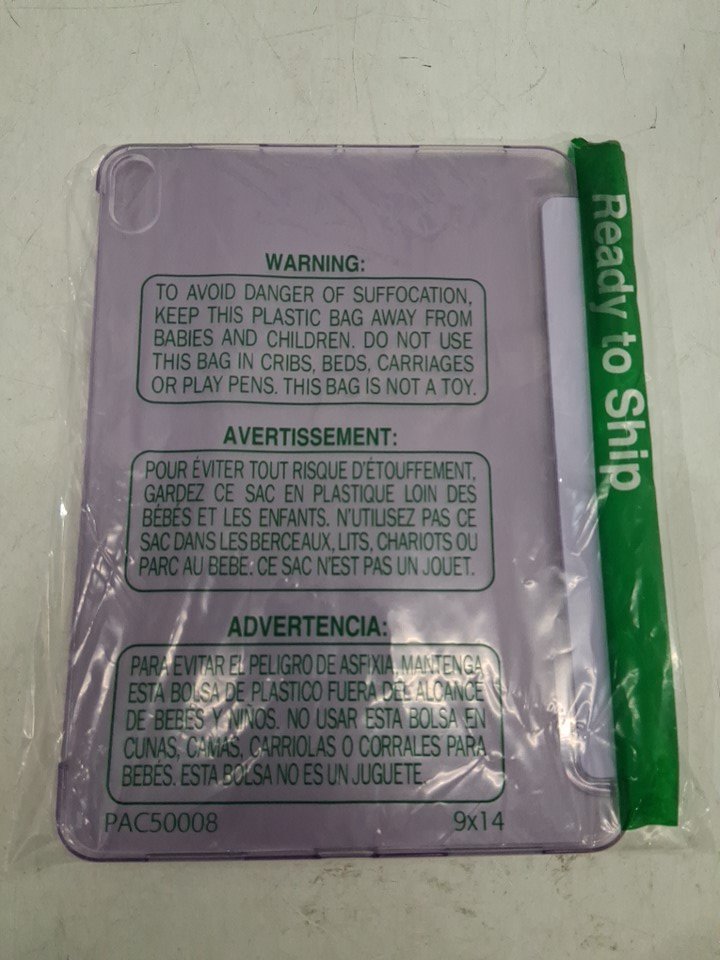 WARNING:
TO AVOID DANGER OF SUFFOCATION,
KEEP THIS PLASTIC BAG AWAY FROM
BABIES AND CHILDREN. DO NOT USE
THIS BAG IN CRIBS, BEDS, CARRIAGES
OR PLAY PENS. THIS BAG IS NOT A TOY.
AVERTISSEMENT:
POUR ÉVITER TOUT RISQUE D'ÉTOUFFEMENT,
GARDEZ CE SAC EN PLASTIQUE LOIN DES
BÉBÉS ET LES ENFANTS. N'UTILISEZ PAS CE
SAC DANS LES BERCEAUX, LITS, CHARIOTS OU
PARC AU BEBE. CE SAC N'EST PAS UN JOUET.
ADVERTENCIA:
PARA EVITAR EL PELIGRO DE ASFIXIA, MANTENGA
ESTA BOLSA DE PLASTICO FUERA DEL ALCANCE
DE BEBÉS Y NIÑOS. NO USAR ESTA BOLSA EN
CUNAS, CAMAS, CARRIOLAS O CORRALES PARA
BEBES. ESTA BOLSA NO ES UN JUGUETE.
PAC50008 9x14
Ready to Ship